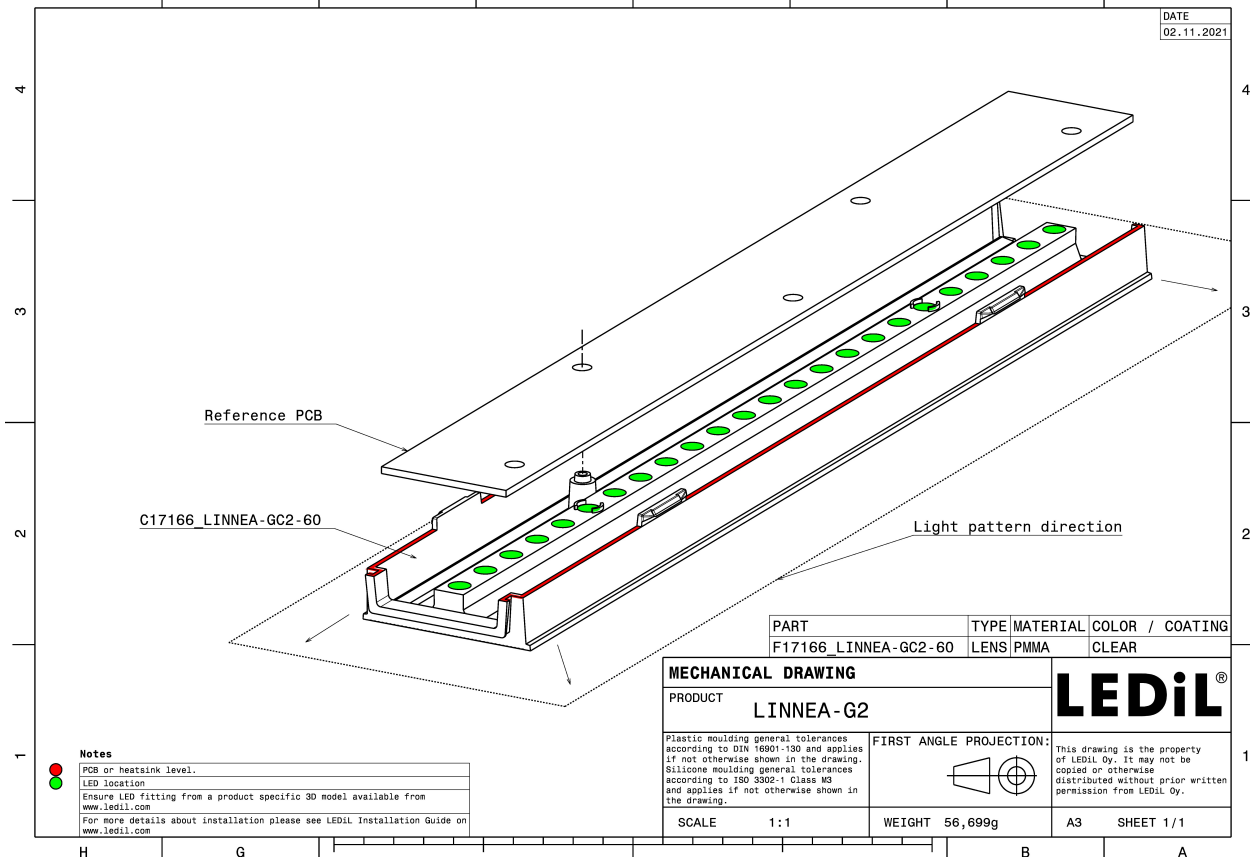 DATE
02.11.2021
4
4
3
3
Reference PCB
C17166_LINNEA-GC2-60
Light pattern direction
2
2
PART TYPE MATERIAL COLOR / COATING
F17166_LINNEA-GC2-60 LENS PMMA CLEAR
MECHANICAL DRAWING
PRODUCT
LINNEA-G2
LEDiL®
Plastic moulding general tolerances
according to DIN 16901-130 and applies
if not otherwise shown in the drawing.
Silicone moulding general tolerances
according to ISO 3302-1 Class M3
and applies if not otherwise shown in
the drawing.
FIRST ANGLE PROJECTION:
This drawing is the property
of LEDiL Oy. It may not be
copied or otherwise
distributed without prior written
permission from LEDiL Oy.
SCALE 1:1
WEIGHT 56,699g
A3 SHEET 1/1
1
1
Notes
PCB or heatsink level.
LED location
Ensure LED fitting from a product specific 3D model available from
www.ledil.com
For more details about installation please see LEDiL Installation Guide on
www.ledil.com
H G B A